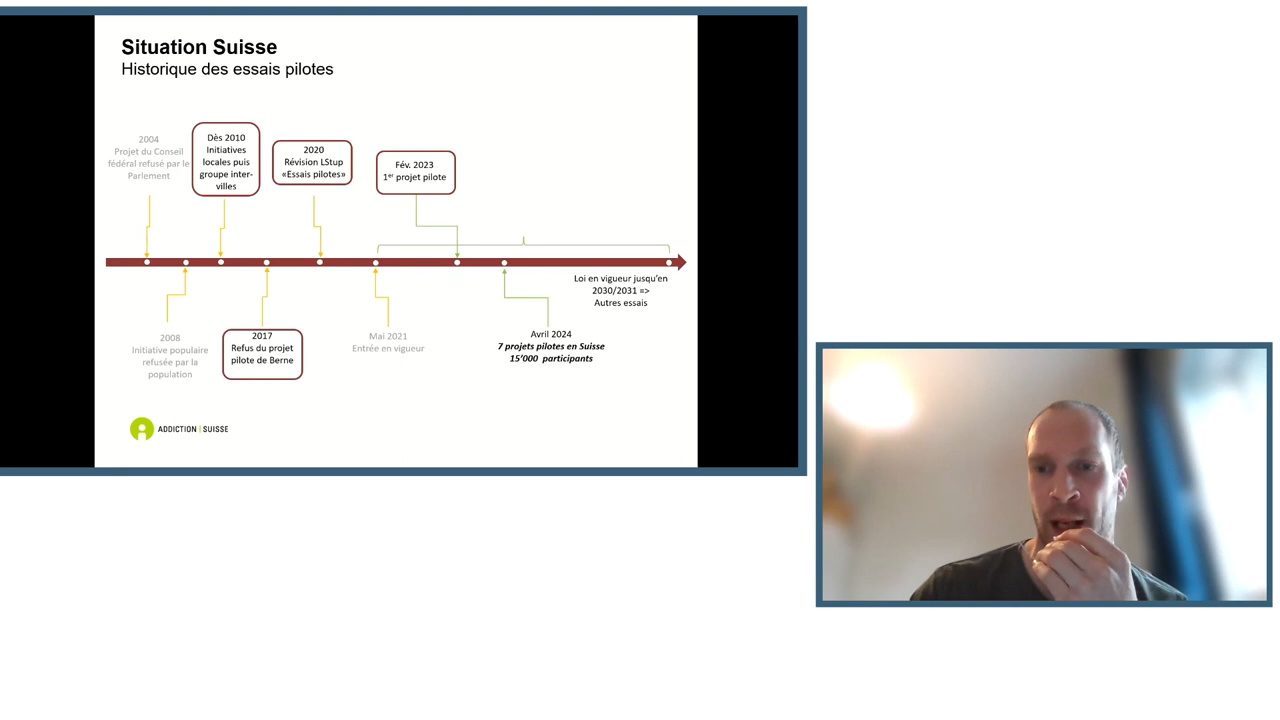 Situation Suisse
Historique des essais pilotes
2004
Projet du Conseil
fédéral refusé par le
Parlement
Dès 2010
Initiatives
locales puis
groupe inter-
villes
2020
Révision LStup
«Essais pilotes»
Fév. 2023
1er projet pilote
Loi en vigueur jusqu'en
2030/2031 =>
Autres essais
2008
Initiative populaire
refusée par la
population
2017
Refus du projet
pilote de Berne
Mai 2021
Entrée en vigueur
Avril 2024
7 projets pilotes en Suisse
15'000 participants
ADDICTION | SUISSE